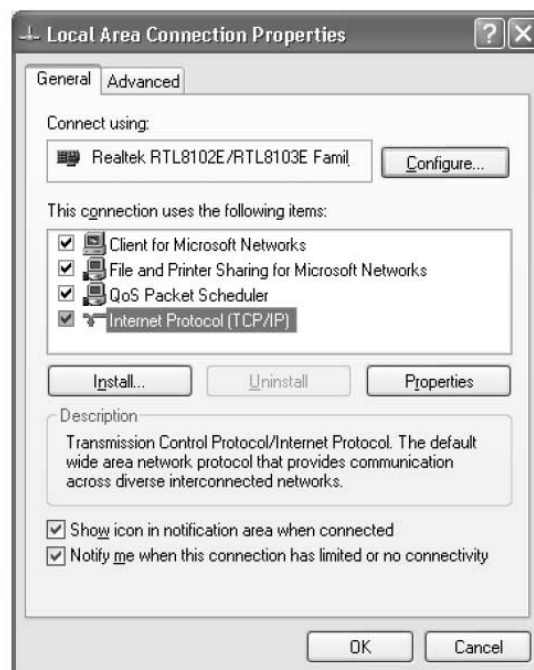 Local Area Connection Properties
General Advanced
Connect using:
Realtek RTL8102E/RTL8103E Famil
Configure...
This connection uses the following items:
Client for Microsoft Networks
File and Printer Sharing for Microsoft Networks
QoS Packet Scheduler
Internet Protocol (TCP/IP)
Install... Uninstall Properties
Description
Transmission Control Protocol/Internet Protocol. The default
wide area network protocol that provides communication
across diverse interconnected networks.
Show icon in notification area when connected
Notify me when this connection has limited or no connectivity
OK Cancel